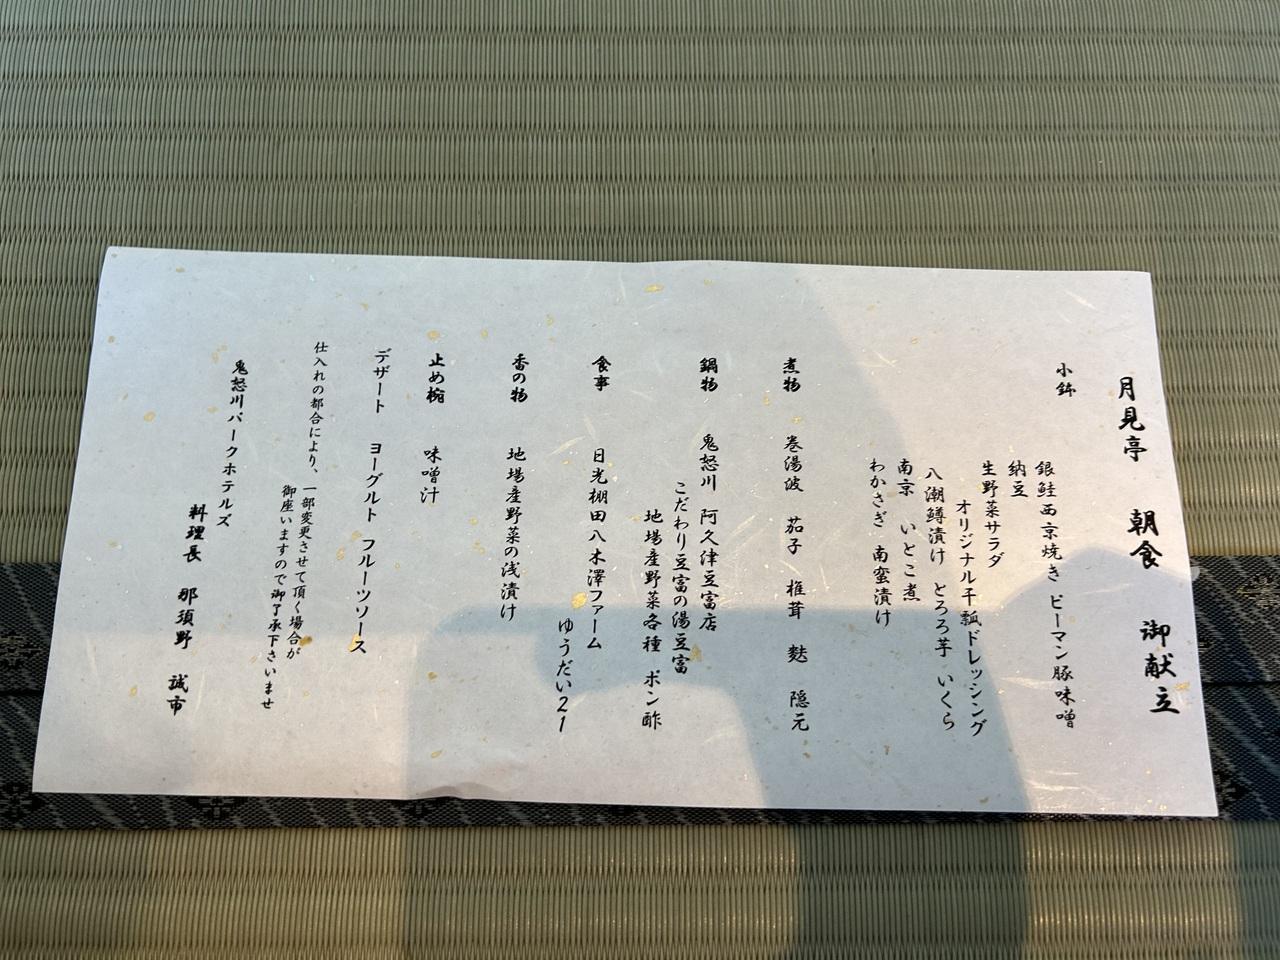 月見亭 朝食 御献立
小鉢
銀鮭西京焼き ピーマン豚味噌
納豆
生野菜サラダ
オリジナル干瓢ドレッシング
八潮鱒漬け とろろ芋 いくら
南京 いとこ煮
わかさぎ 南蛮漬け
煮物 巻湯波 茄子 椎茸 麩 隠元
鍋物 鬼怒川 阿久津豆富店
こだわり豆富の湯豆富
地場産野菜各種 ポン酢
食事 日光棚田八木澤ファーム
ゆうだい21
香の物 地場産野菜の浅漬け
止め椀 味噌汁
デザート ヨーグルト フルーツソース
仕入れの都合により、一部変更させて頂く場合が
御座いますので御了承下さいませ
鬼怒川パークホテルズ
料理長 那須野 誠市